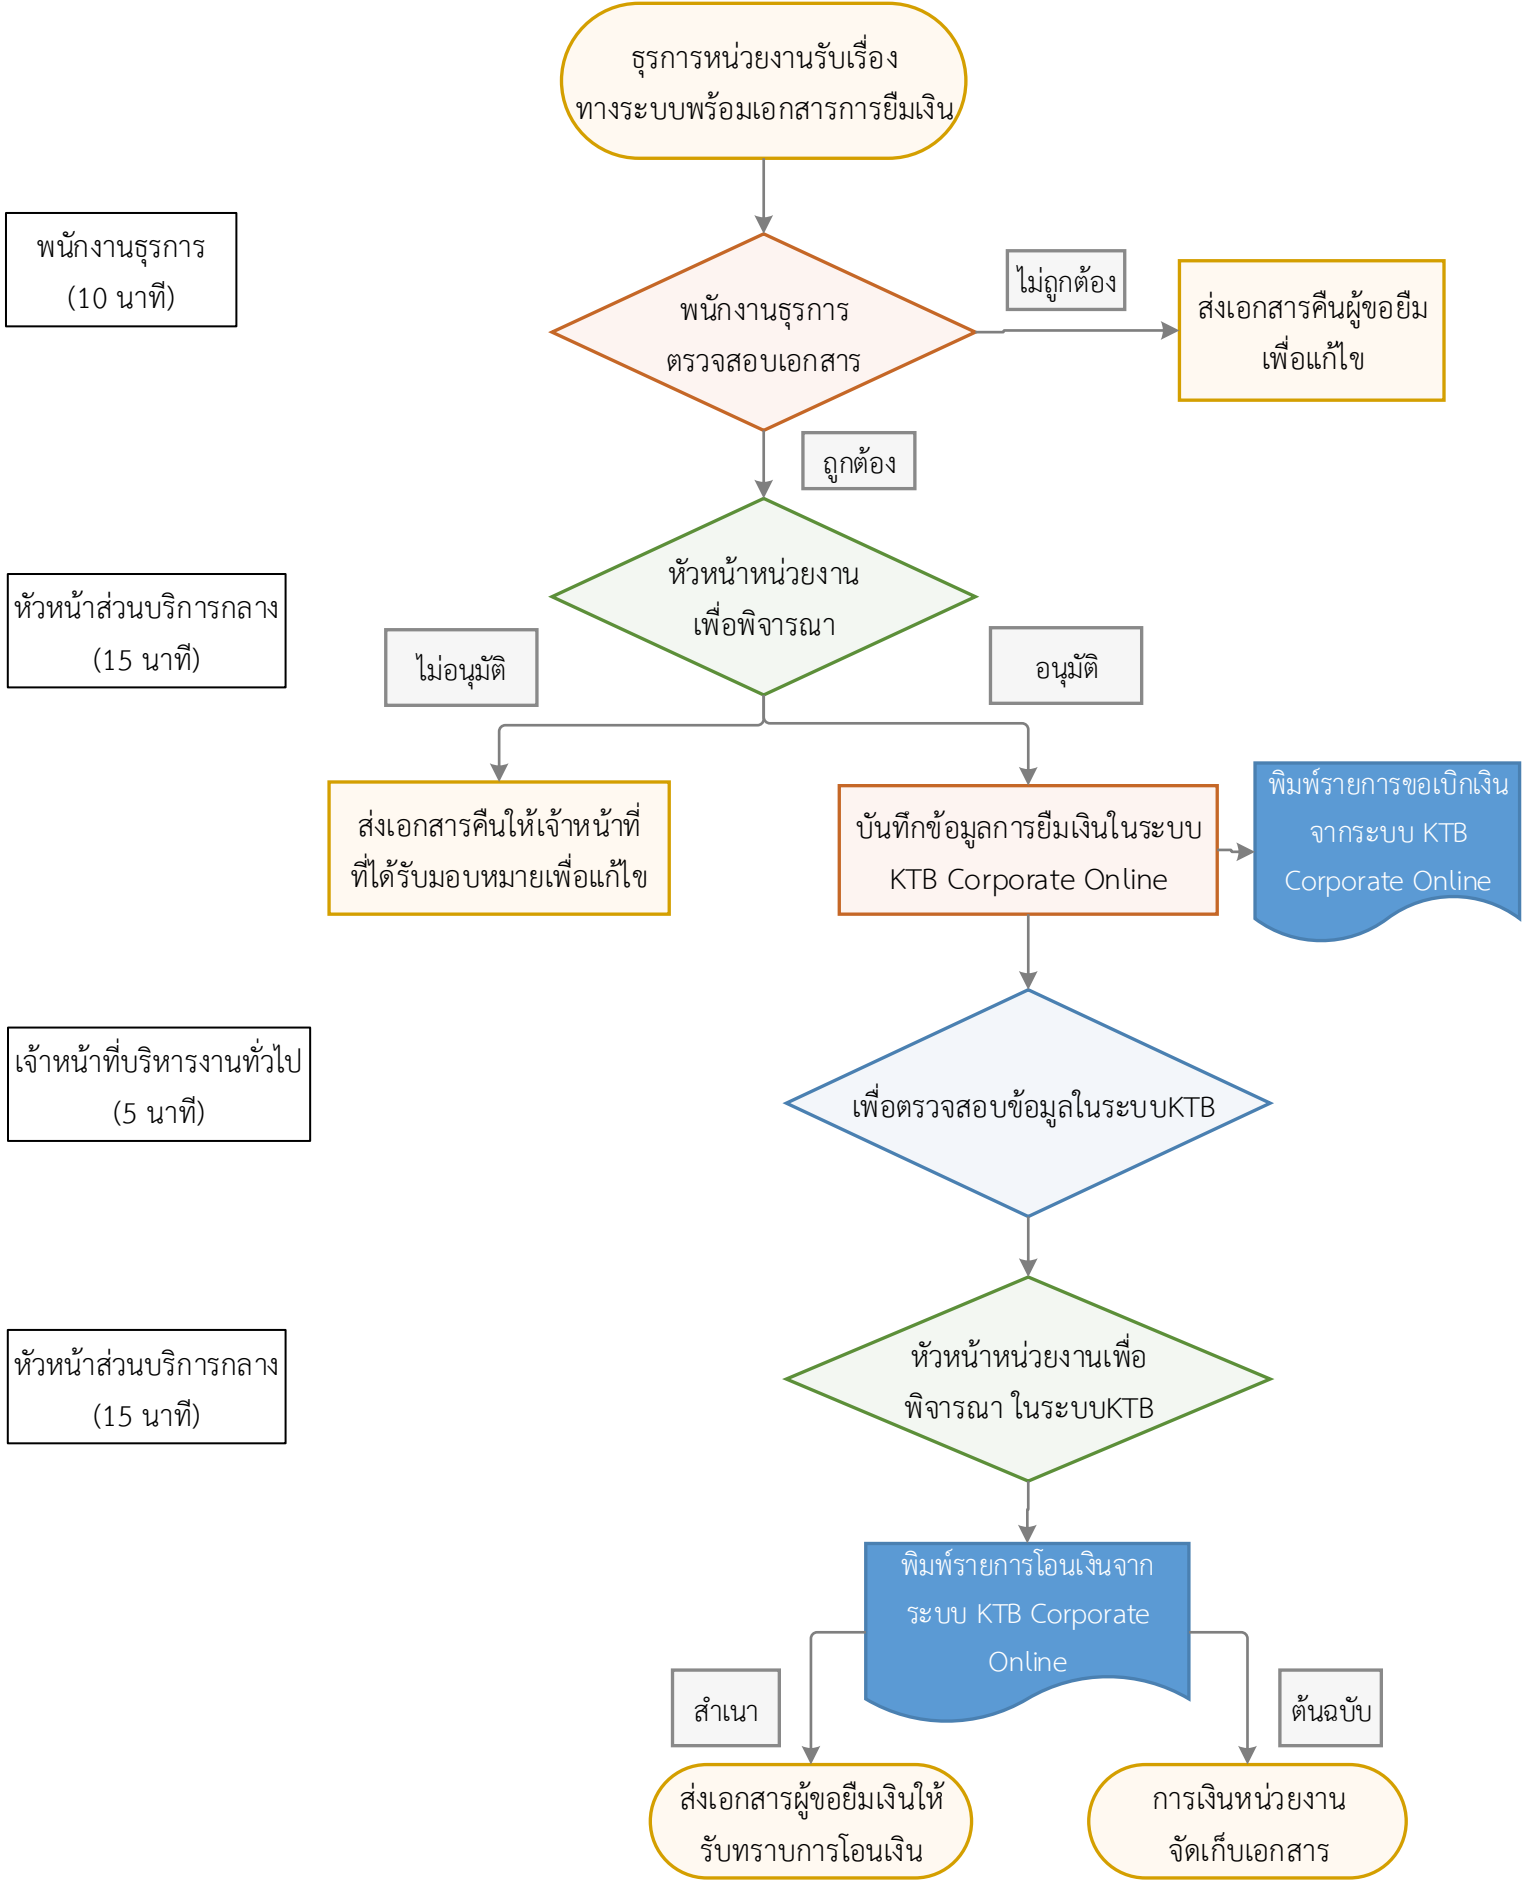 ธุรการหน่วยงานรับเรื่อง
ทางระบบพร้อมเอกสารการยืมเงิน
พนักงานธุรการ
(10 นาที)
พนักงานธุรการ
ตรวจสอบเอกสาร
ไม่ถูกต้อง
ส่งเอกสารคืนผู้ขอยืม
เพื่อแก้ไข
ถูกต้อง
หัวหน้าส่วนบริการกลาง
(15 นาที)
หัวหน้าหน่วยงาน
เพื่อพิจารณา
ไม่อนุมัติ
อนุมัติ
ส่งเอกสารคืนให้เจ้าหน้าที่
ที่ได้รับมอบหมายเพื่อแก้ไข
บันทึกข้อมูลการยืมเงินในระบบ
KTB Corporate Online
พิมพ์รายการขอเบิกเงิน
จากระบบ KTB
Corporate Online
เจ้าหน้าที่บริหารงานทั่วไป
(5 นาที)
เพื่อตรวจสอบข้อมูลในระบบKTB
หัวหน้าส่วนบริการกลาง
(15 นาที)
หัวหน้าหน่วยงานเพื่อ
พิจารณา ในระบบKTB
พิมพ์รายการโอนเงินจาก
ระบบ KTB Corporate
Online
สำเนา
ต้นฉบับ
ส่งเอกสารผู้ขอยืมเงินให้
รับทราบการโอนเงิน
การเงินหน่วยงาน
จัดเก็บเอกสาร